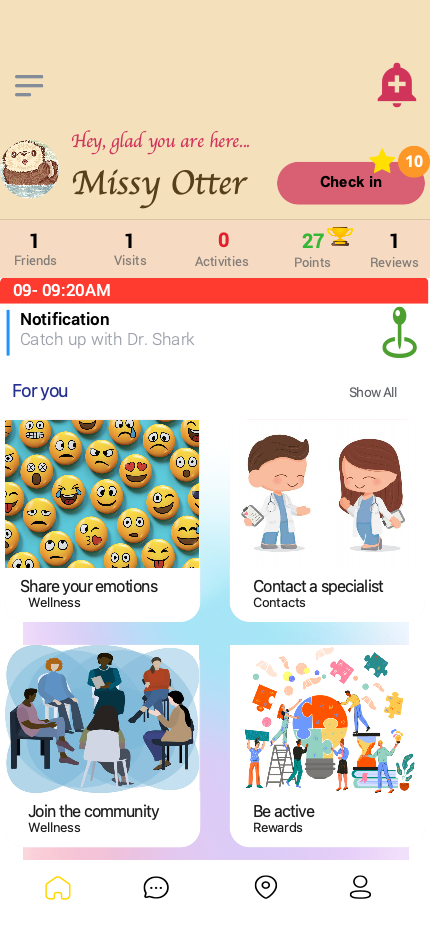 Hey, glad you are here...
Missy Otter
10
Check in
1 1 0 27 1
Friends Visits Activities Points Reviews
09- 09:20AM
Notification
Catch up with Dr. Shark
For you Show All
Share your emotions
Wellness
Contact a specialist
Contacts
Join the community
Wellness
Be active
Rewards